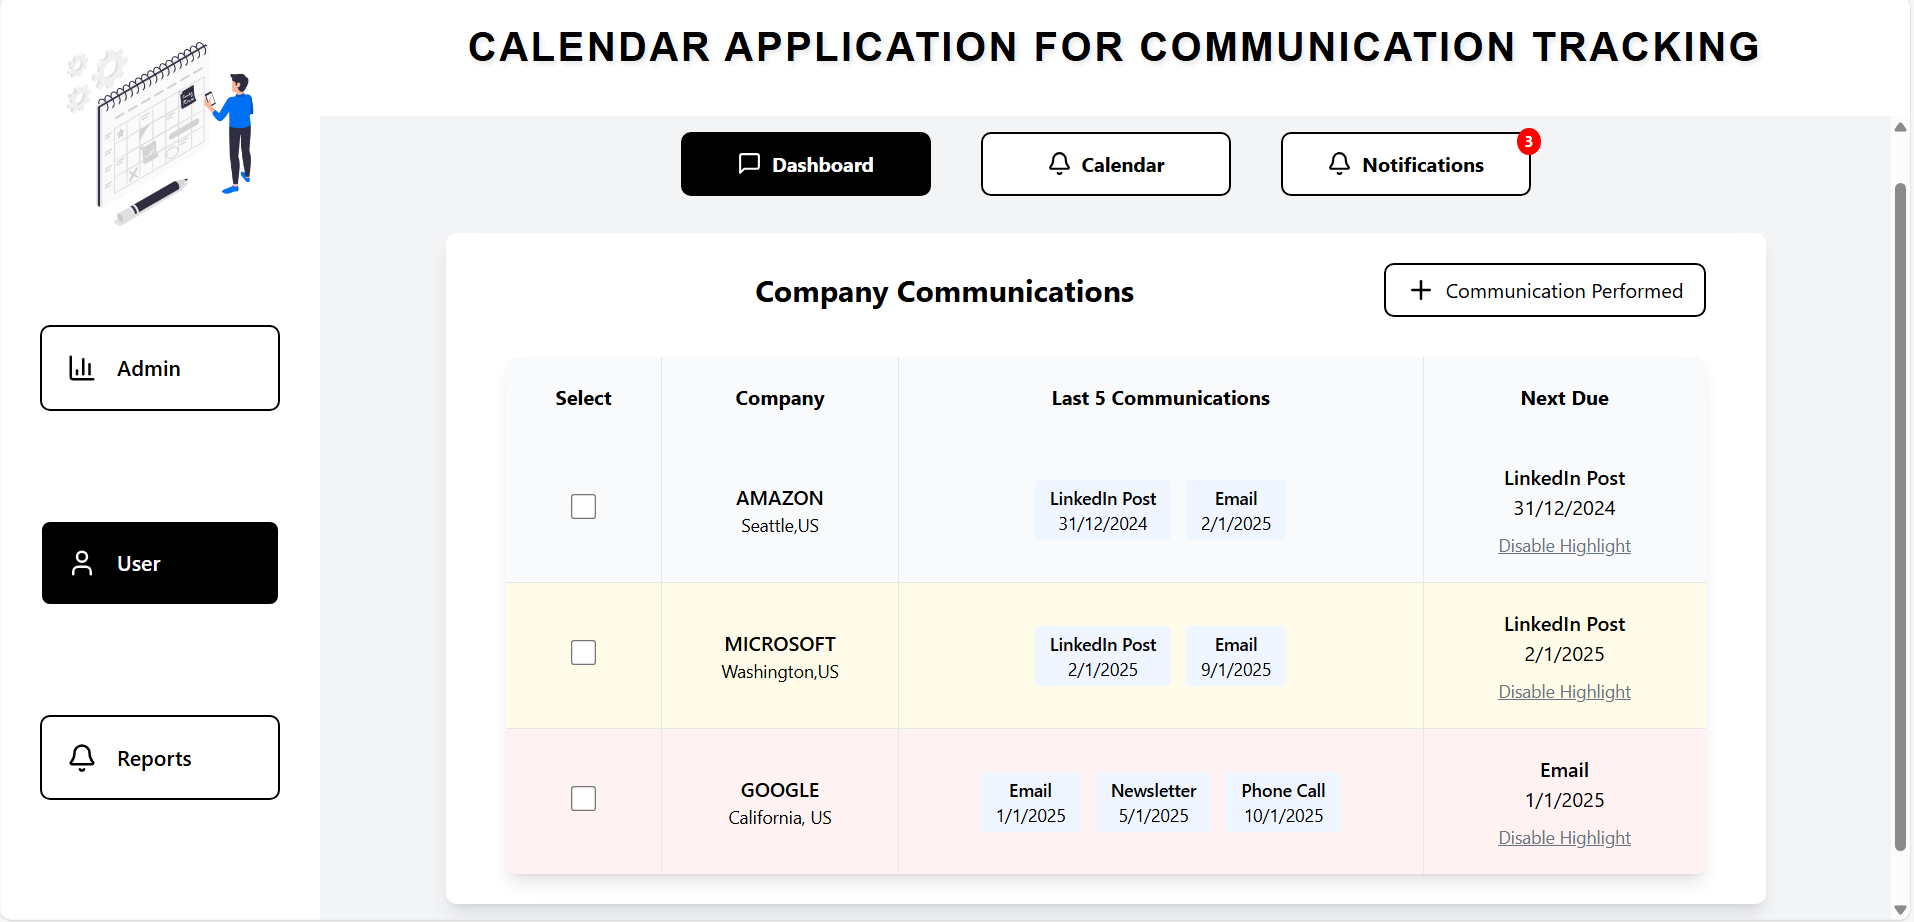 CALENDAR APPLICATION FOR COMMUNICATION TRACKING
Dashboard
Calendar
Notifications
3
Admin
User
Reports
Company Communications
Communication Performed
Select
Company
Last 5 Communications
Next Due
AMAZON
Seattle,US
LinkedIn Post
31/12/2024
Email
2/1/2025
LinkedIn Post
31/12/2024
Disable Highlight
MICROSOFT
Washington,US
LinkedIn Post
2/1/2025
Email
9/1/2025
LinkedIn Post
2/1/2025
Disable Highlight
GOOGLE
California, US
Email
1/1/2025
Newsletter
5/1/2025
Phone Call
10/1/2025
Email
1/1/2025
Disable Highlight